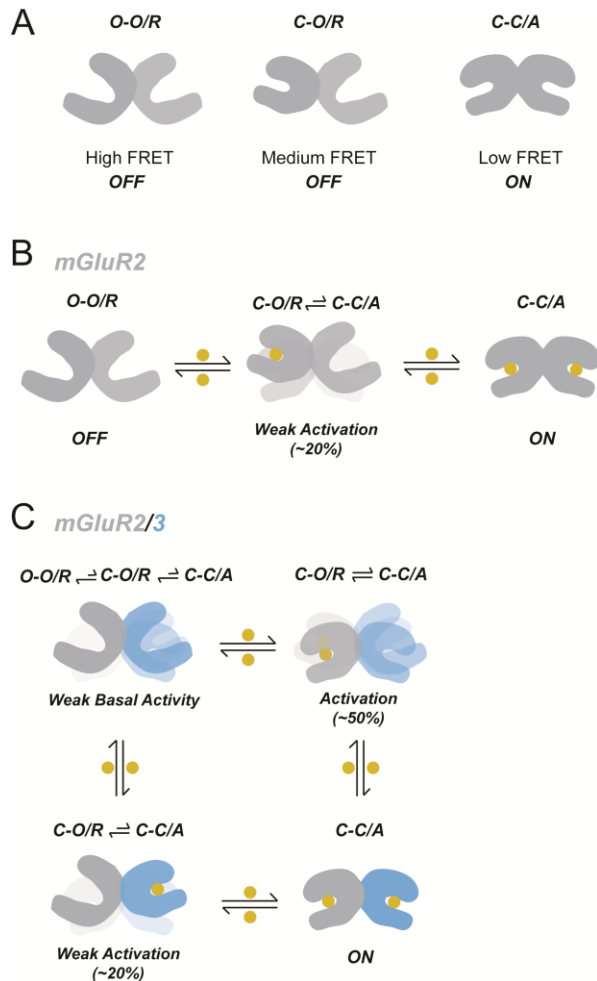 A
O-O/R C-O/R C-C/A
High FRET Medium FRET Low FRET
OFF OFF ON
B mGluR2
O-O/R C-O/R ⇌ C-C/A C-C/A
OFF Weak Activation ON
(~20%)
C mGluR2/3
O-O/R ⇌ C-O/R ⇌ C-C/A C-O/R ⇌ C-C/A
Weak Basal Activity Activation
(~50%)
C-O/R ⇌ C-C/A C-C/A
Weak Activation ON
(~20%)